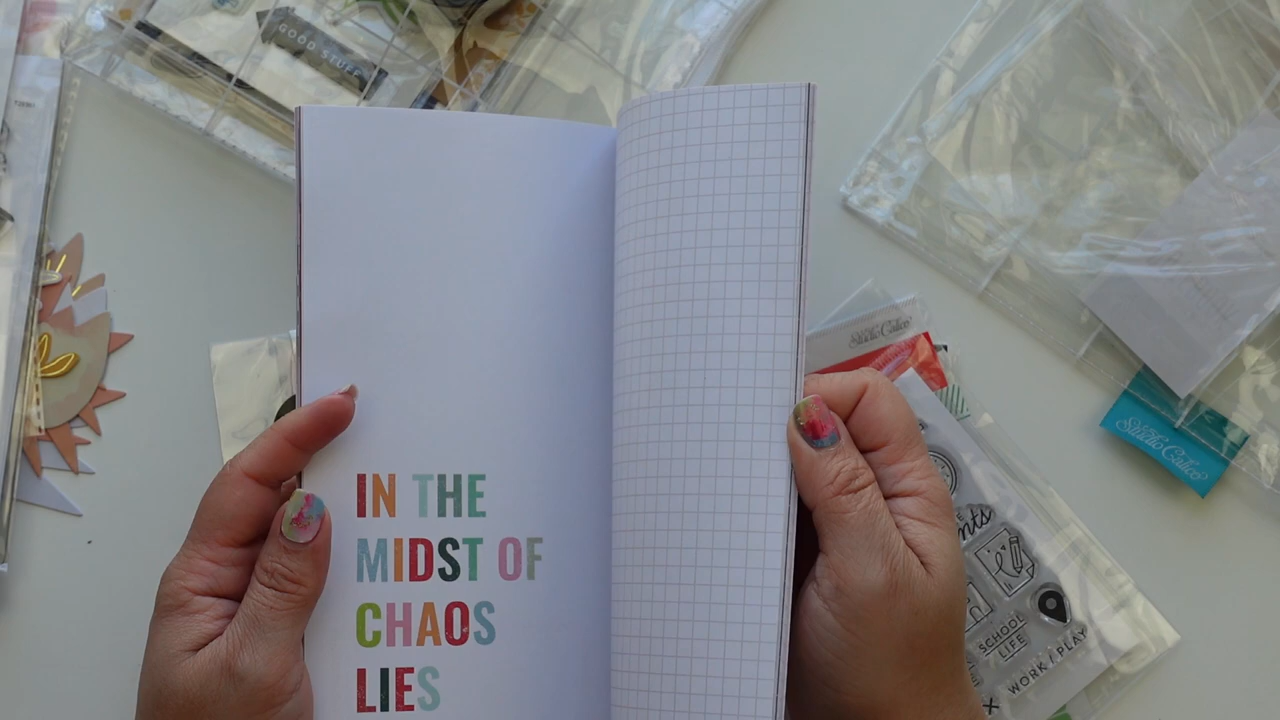 GOOD STUFF
IN THE
MIDST OF
CHAOS
LIES
Studio Calico
Studio Calico
SCHOOL
LIFE
WORK / PLAY